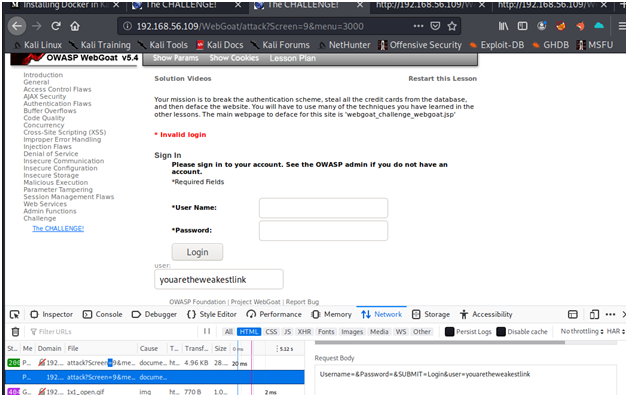 Installing Docker In K
The CHALLENGE!
The CHALLENGE!
http://192.168.56.109/W
http://192.168.56.109/
192.168.56.109/WebGoat/attack?Screen=9&menu=3000
Kali Linux
Kali Training
Kali Tools
Kali Docs
Kali Forums
NetHunter
Offensive Security
Exploit-DB
GHDB
MSFU
OWASP WebGoat v5.4
Show Params
Show Cookies
Lesson Plan
Introduction
General
Access Control Flaws
AJAX Security
Authentication Flaws
Buffer Overflows
Code Quality
Concurrency
Cross-Site Scripting (XSS)
Improper Error Handling
Injection Flaws
Denial of Service
Insecure Communication
Insecure Configuration
Insecure Storage
Malicious Execution
Parameter Tampering
Session Management Flaws
Web Services
Admin Functions
Challenge
The CHALLENGE!
Solution Videos
Restart this Lesson
Your mission is to break the authentication scheme, steal all the credit cards from the database,
and then deface the website. You will have to use many of the techniques you have learned in the
other lessons. The main webpage to deface for this site is 'webgoat_challenge_webgoat.jsp'
* Invalid login
Sign In
Please sign in to your account. See the OWASP admin if you do not have an
account.
*Required Fields
*User Name:
*Password:
Login
user:
youaretheweakestlink
OWASP Foundation | Project WebGoat | Report Bug
Inspector
Console
Debugger
Style Editor
Performance
Memory
Network
Storage
Accessibility
Filter URLs
All HTML CSS JS XHR Fonts Images Media WS Other
Persist Logs
Disable cache
No throttling
HAR
St... Me Domain File Cause T... Transf... Size 0 ms 5.12 s
P... 192... attack?Screen=9&me... docume... ht... 4.96 KB 28.... 20 ms
P... 192... attack?Screen=9&me... docume...
G... 192... 1x1_open.gif img ht... 770 B 1.0... 2 ms
Request Body
Username=&Password=&SUBMIT=Login&user=youaretheweakestlink